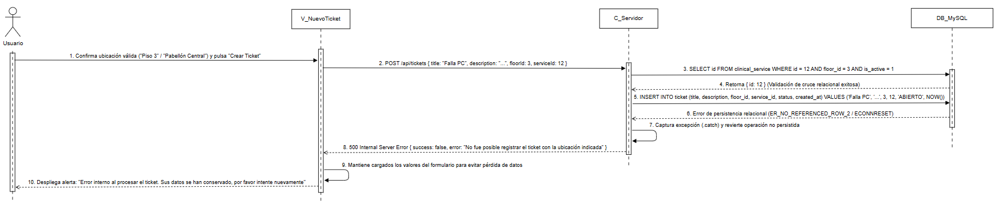 V_NuevoTicket
C_Servidor
DB_MySQL
Usuario
1. Confirma ubicación válida ("Piso 3" / "Pabellón Central") y pulsa "Crear Ticket"
2. POST /api/tickets { title: "Falla PC", description: "...", floorId: 3, serviceId: 12 }
3. SELECT id FROM clinical_service WHERE id = 12 AND floor_id = 3 AND is_active = 1
4. Retorna { id: 12 } (Validación de cruce relacional exitosa)
5. INSERT INTO ticket (title, description, floor_id, service_id, status, created_at) VALUES ('Falla PC', '...', 3, 12, 'ABIERTO', NOW())
6. Error de persistencia relacional (ER_NO_REFERENCED_ROW_2 / ECONNRESET)
7. Captura excepción (.catch) y revierte operación no persistida
8. 500 Internal Server Error { success: false, error: "No fue posible registrar el ticket con la ubicación indicada" }
9. Mantiene cargados los valores del formulario para evitar pérdida de datos
10. Despliega alerta: "Error interno al procesar el ticket. Sus datos se han conservado, por favor intente nuevamente"